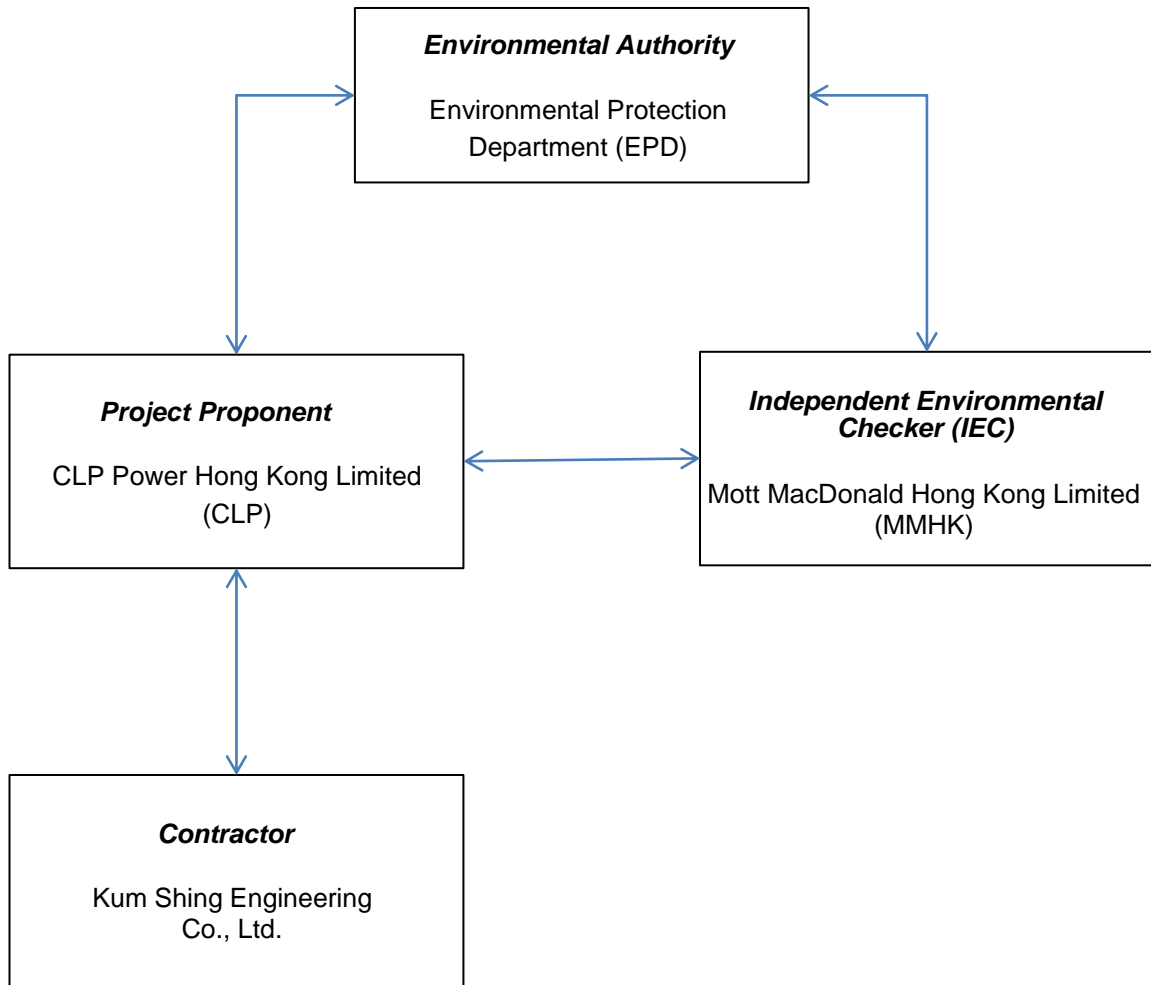 Environmental Authority
Environmental Protection
Department (EPD)
Project Proponent
CLP Power Hong Kong Limited
(CLP)
Independent Environmental
Checker (IEC)
Mott MacDonald Hong Kong Limited
(MMHK)
Contractor
Kum Shing Engineering
Co., Ltd.